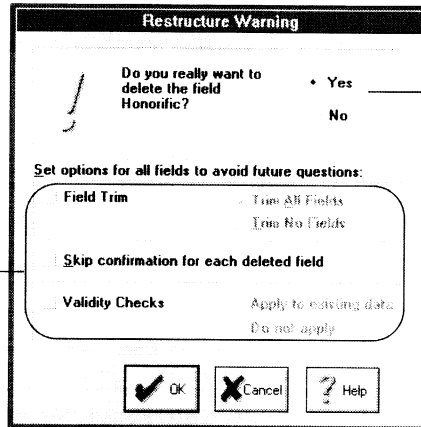 Restructure Warning
Do you really want to
delete the field
Honorific?
Yes
No
Set options for all fields to avoid future questions:
Field Trim
Trim All Fields
Trim No Fields
Skip confirmation for each deleted field
Validity Checks
Apply to existing data
Do not apply
OK
Cancel
? Help